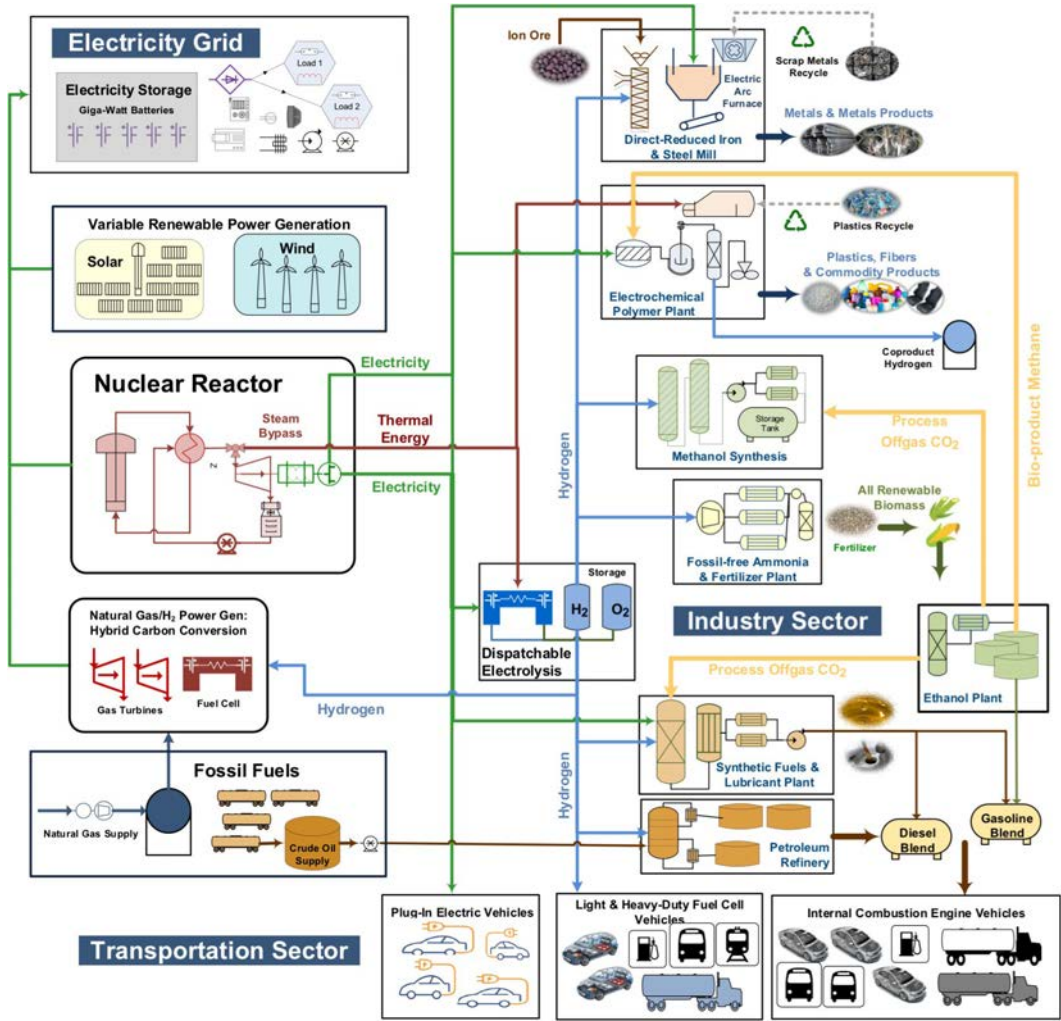 Electricity Grid
Electricity Storage
Giga-Watt Batteries
Load 1
Load 2
Variable Renewable Power Generation
Solar
Wind
Nuclear Reactor
Steam
Bypass
Electricity
Thermal
Energy
Electricity
Natural Gas/H2 Power Gen:
Hybrid Carbon Conversion
Gas Turbines
Fuel Cell
Hydrogen
Fossil Fuels
Natural Gas Supply
Crude Oil
Supply
Transportation Sector
Ion Ore
Electric
Arc
Furnace
Direct-Reduced Iron
& Steel Mill
Scrap Metals
Recycle
Metals & Metals Products
Plastics Recycle
Electrochemical
Polymer Plant
Plastics, Fibers
& Commodity Products
Coproduct
Hydrogen
Hydrogen
Storage
Tank
Methanol Synthesis
Process
Offgas CO2
Bio-product Methane
Fossil-free Ammonia
& Fertilizer Plant
Fertilizer
All Renewable
Biomass
Storage
H2
O2
Dispatchable
Electrolysis
Industry Sector
Process Offgas CO2
Ethanol Plant
Hydrogen
Synthetic Fuels &
Lubricant Plant
Petroleum
Refinery
Diesel
Blend
Gasoline
Blend
Plug-In Electric Vehicles
Light & Heavy-Duty Fuel Cell
Vehicles
Internal Combustion Engine Vehicles